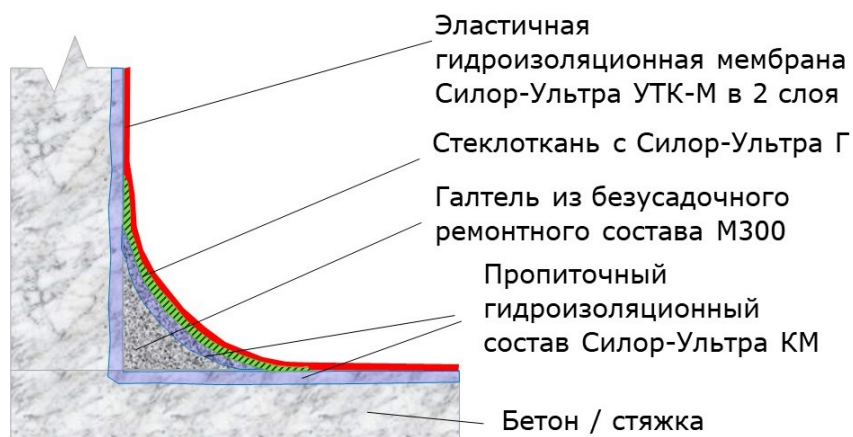 Эластичная
гидроизоляционная мембрана
Силор-Ультра УТК-М в 2 слоя
Стеклоткань с Силор-Ультра Г
Галтель из безусадочного
ремонтного состава М300
Пропиточный
гидроизоляционный
состав Силор-Ультра КМ
Бетон / стяжка